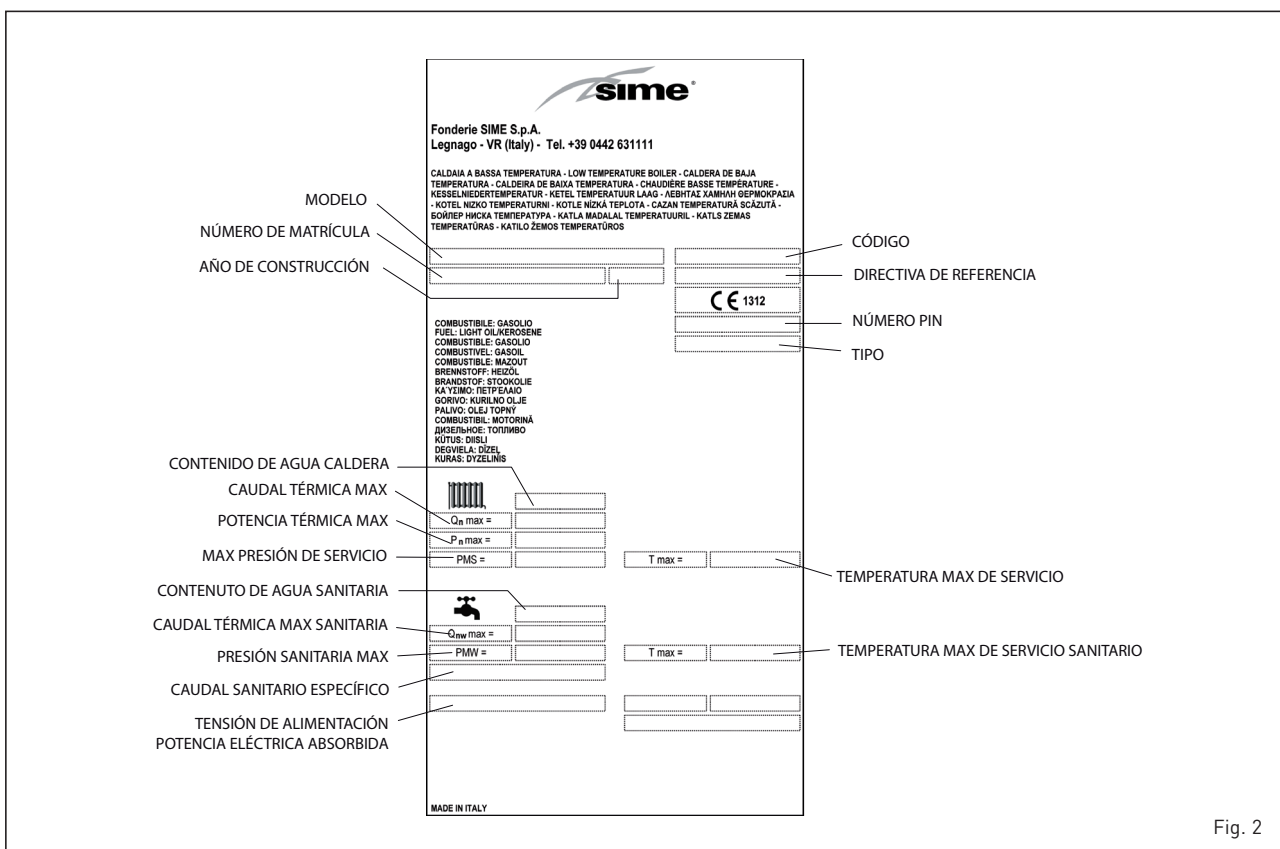 sime®
Fonderie SIME S.p.A.
Legnago - VR (Italy) - Tel. +39 0442 631111
CALDAIA A BASSA TEMPERATURA - LOW TEMPERATURE BOILER - CALDERA DE BAJA
TEMPERATURA - CALDEIRA DE BAIXA TEMPERATURA - CHAUDIÈRE BASSE TEMPÉRATURE -
KESSELNIEDERTEMPERATUR - KETEL TEMPERATUUR LAAG - ΛΕΒΗΤΑΣ ΧΑΜΗΛΗ ΘΕΡΜΟΚΡΑΣΙΑ
- KOTEL NIZKO TEMPERATURNI - KOTLE NÍZKÁ TEPLOTA - CAZAN TEMPERATURĂ SCĂZUTĂ -
БОЙЛЕР НИСКА ТЕМПЕРАТУРА - KATLA MADALAL TEMPERATUURIL - KATLS ZEMAS
TEMPERATŪRAS - KATILO ŽEMOS TEMPERATŪROS
MODELO
NÚMERO DE MATRÍCULA
AÑO DE CONSTRUCCIÓN
CÓDIGO
DIRECTIVA DE REFERENCIA
CE 1312
NÚMERO PIN
TIPO
COMBUSTIBILE: GASOLIO
FUEL: LIGHT OIL/KEROSENE
COMBUSTIBLE: GASOLIO
COMBUSTIVEL: GASOIL
COMBUSTIBLE: MAZOUT
BRENNSTOFF: HEIZÖL
BRANDSTOF: STOOKOLIE
ΚΑΎΣΙΜΟ: ΠΕΤΡΈΛΑΙΟ
GORIVO: KURILNO OLJE
PALIVO: OLEJ TOPNÝ
COMBUSTIBIL: MOTORINĂ
ДИЗЕЛЬНОЕ: ТОПЛИВО
KÜTUS: DIISLI
DEGVIELA: DĪZEĻ
KURAS: DYZELINĪS
CONTENIDO DE AGUA CALDERA
CAUDAL TÉRMICA MAX
Qn max =
POTENCIA TÉRMICA MAX
Pn max =
MAX PRESIÓN DE SERVICIO
PMS =
T max =
TEMPERATURA MAX DE SERVICIO
CONTENUTO DE AGUA SANITARIA
CAUDAL TÉRMICA MAX SANITARIA
Qnw max =
PRESIÓN SANITARIA MAX
PMW =
T max =
TEMPERATURA MAX DE SERVICIO SANITARIO
CAUDAL SANITARIO ESPECÍFICO
TENSIÓN DE ALIMENTACIÓN
POTENCIA ELÉCTRICA ABSORBIDA
MADE IN ITALY
Fig. 2